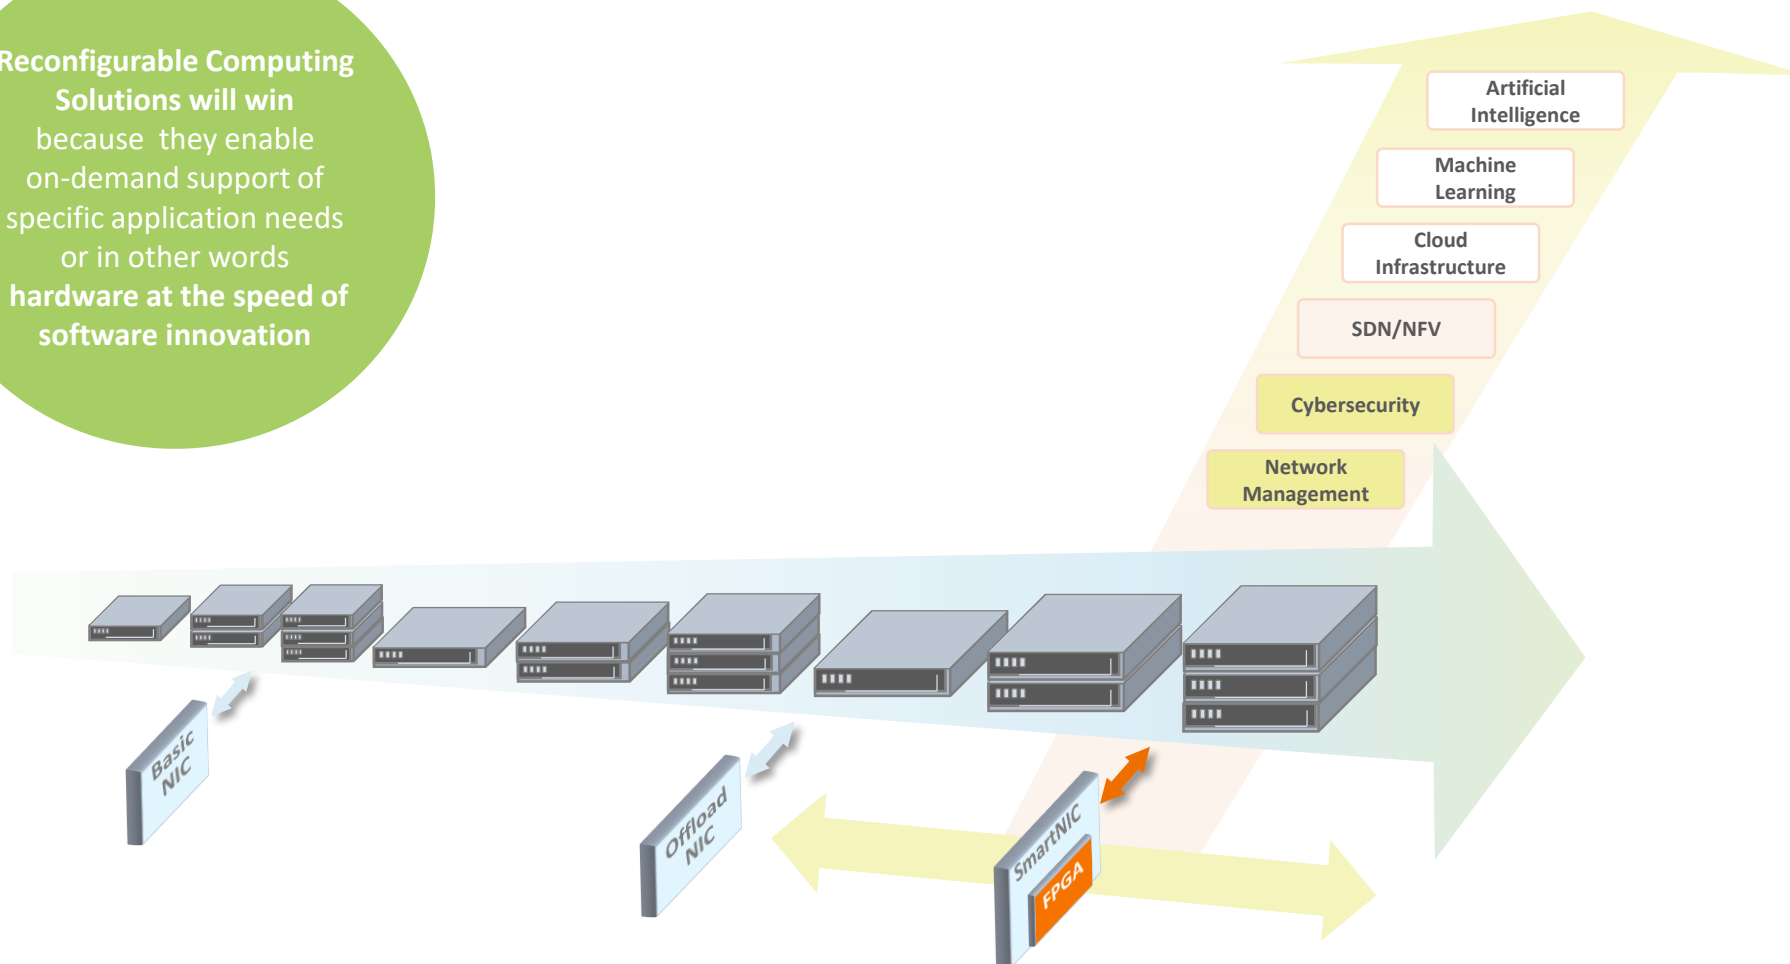 Reconfigurable Computing
Solutions will win
because they enable
on-demand support of
specific application needs
or in other words
hardware at the speed of
software innovation
Artificial
Intelligence
Machine
Learning
Cloud
Infrastructure
SDN/NFV
Cybersecurity
Network
Management
Basic
NIC
Offload
NIC
SmartNIC
FPGA